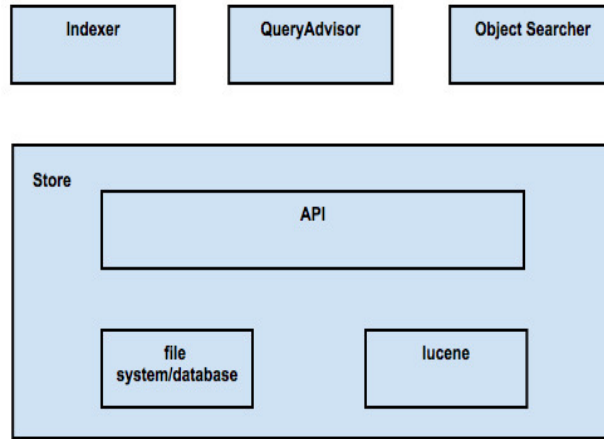 Indexer
QueryAdvisor
Object Searcher
Store
API
file
system/database
lucene